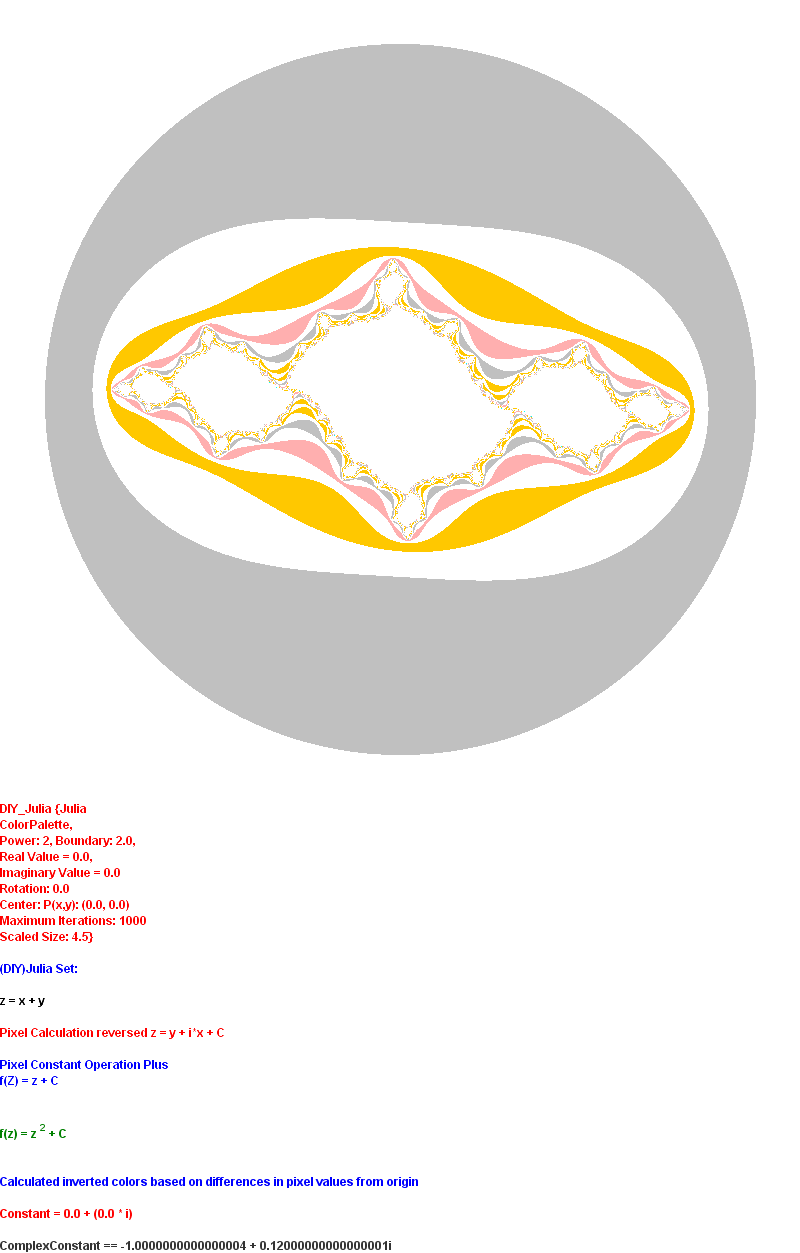 DIY_Julia {Julia
ColorPalette,
Power: 2, Boundary: 2.0,
Real Value = 0.0,
Imaginary Value = 0.0
Rotation: 0.0
Center: P(x,y): (0.0, 0.0)
Maximum Iterations: 1000
Scaled Size: 4.5}
(DIY)Julia Set:
z = x + y
Pixel Calculation reversed z = y + i*x + C
Pixel Constant Operation Plus
f(Z) = z + C
f(z) = z 2 + C
Calculated inverted colors based on differences in pixel values from origin
Constant = 0.0 + (0.0 * i)
ComplexConstant == -1.0000000000000004 + 0.12000000000000001i